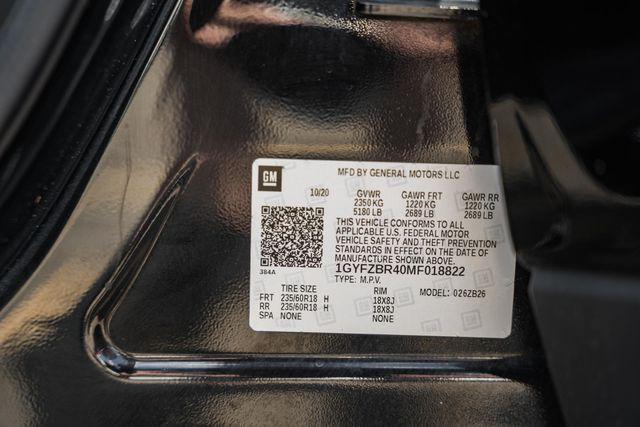 GM MFD BY GENERAL MOTORS LLC
10/20 GVWR GAWR FRT GAWR RR
2350 KG 1220 KG 1220 KG
5180 LB 2689 LB 2689 LB
THIS VEHICLE CONFORMS TO ALL
APPLICABLE U.S. FEDERAL MOTOR
VEHICLE SAFETY AND THEFT PREVENTION
STANDARDS IN EFFECT ON THE DATE OF
MANUFACTURE SHOWN ABOVE.
384A 1GYFZBR40MF018822
TYPE: M.P.V.
TIRE SIZE RIM MODEL: 026ZB26
FRT 235/60R18 H 18X8J
RR 235/60R18 H 18X8J
SPA NONE NONE